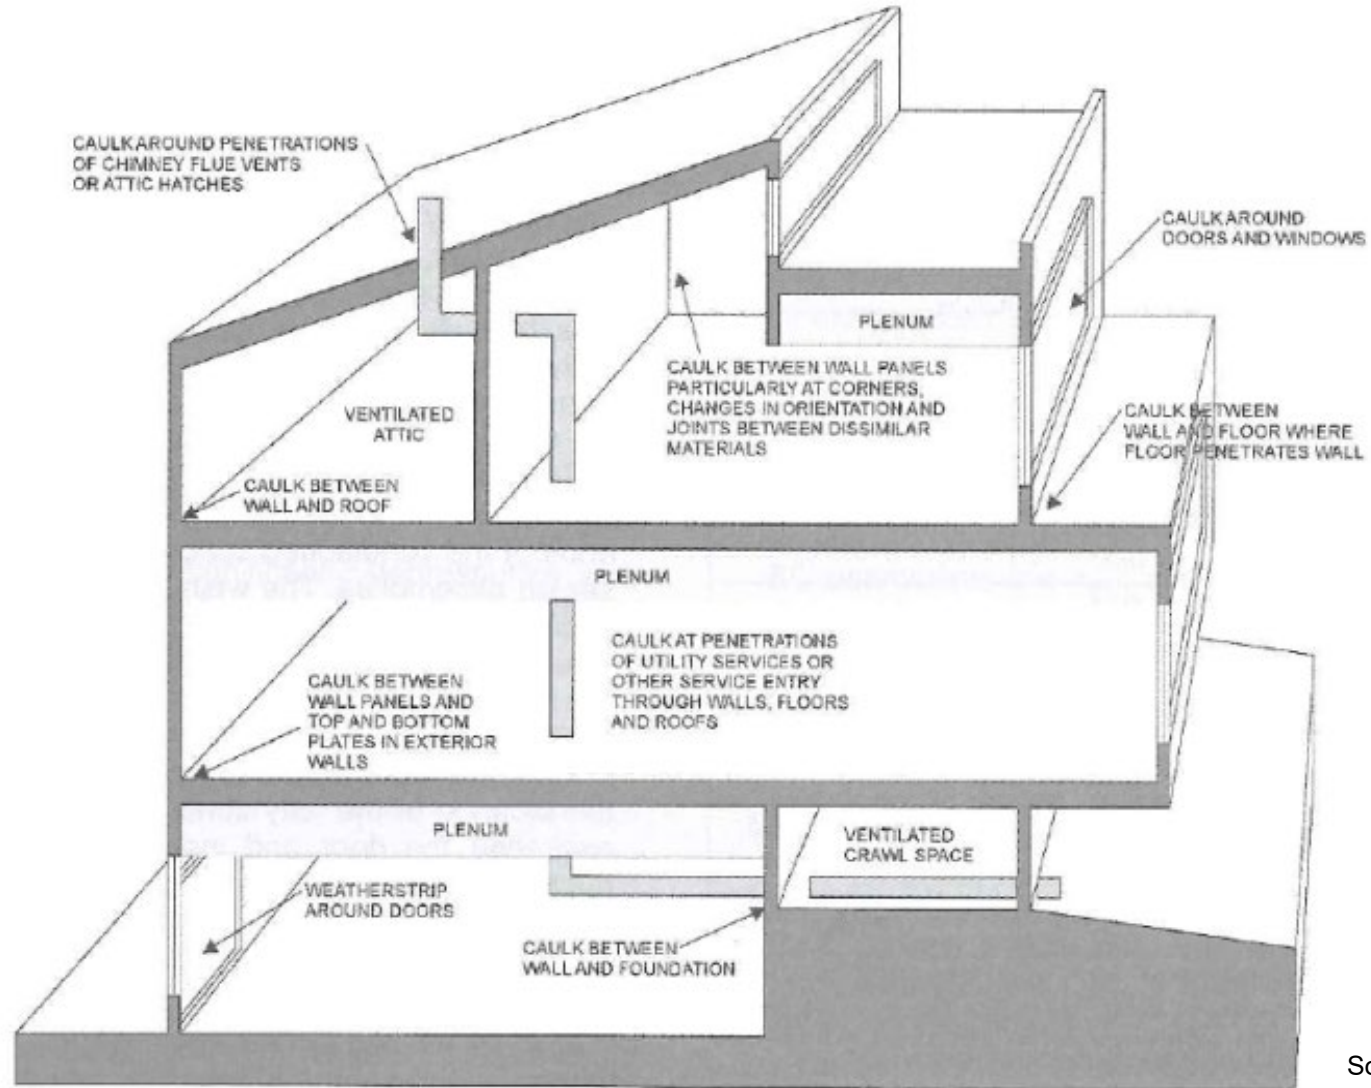 CAULKAROUND PENETRATIONS
OF CHIMNEY FLUE VENTS
OR ATTIC HATCHES
CAULKAROUND
DOORS AND WINDOWS
PLENUM
CAULK BETWEEN WALL PANELS
PARTICULARLY AT CORNERS,
CHANGES IN ORIENTATION AND
JOINTS BETWEEN DISSIMILAR
MATERIALS
VENTILATED
ATTIC
CAULK BETWEEN
WALL AND FLOOR WHERE
FLOOR PENETRATES WALL
CAULK BETWEEN
WALL AND ROOF
PLENUM
CAULK AT PENETRATIONS
OF UTILITY SERVICES OR
OTHER SERVICE ENTRY
THROUGH WALLS, FLOORS
AND ROOFS
CAULK BETWEEN
WALL PANELS AND
TOP AND BOTTOM
PLATES IN EXTERIOR
WALLS
PLENUM
VENTILATED
CRAWL SPACE
WEATHERSTRIP
AROUND DOORS
CAULK BETWEEN
WALL AND FOUNDATION